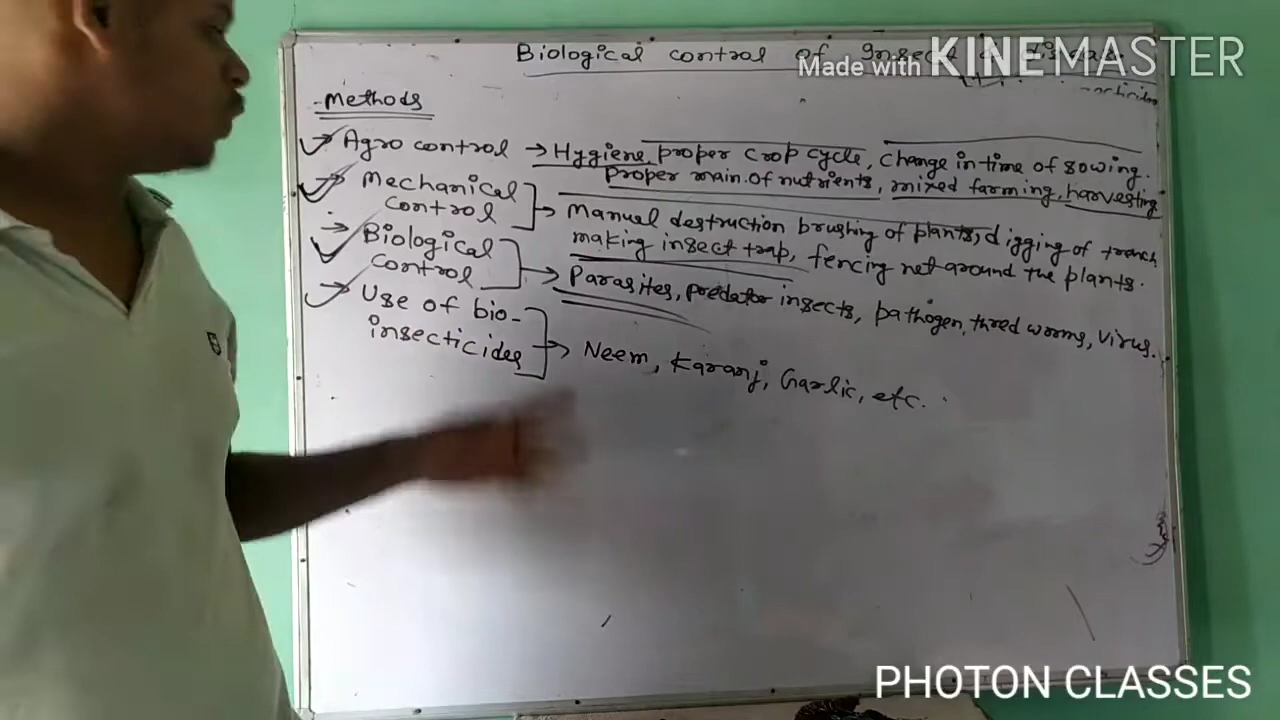 Biological control of Insect
Made with KINEMASTER
Methods
→ Agro control → Hygiene proper crop cycle, change in time of sowing.
proper main. of nutrients, mixed farming, harvesting
→ Mechanical
control → Manual destruction brushing of plants, digging of trench
making insect trap, fencing net around the plants.
→ Biological
control → Parasites, predator insects, pathogen, thred worms, virus.
→ Use of bio-
insecticides → Neem, Karanj, Garlic, etc.
PHOTON CLASSES